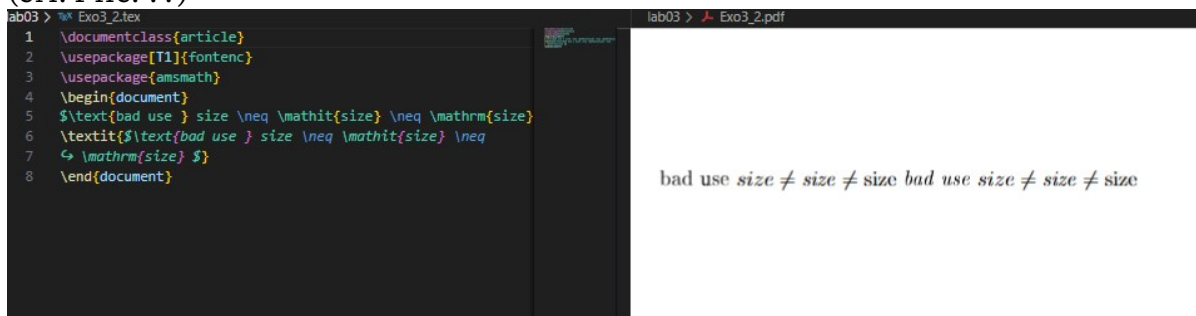 lab03 > Exo3_2.tex
1 \documentclass{article}
2 \usepackage[T1]{fontenc}
3 \usepackage{amsmath}
4 \begin{document}
5 $\text{bad use } size \neq \mathit{size} \neq \mathrm{size}
6 \textit{$\text{bad use } size \neq \mathit{size} \neq
7 ↪ \mathrm{size} $}
8 \end{document}
lab03 > Exo3_2.pdf
bad use size ≠ size ≠ size bad use size ≠ size ≠ size